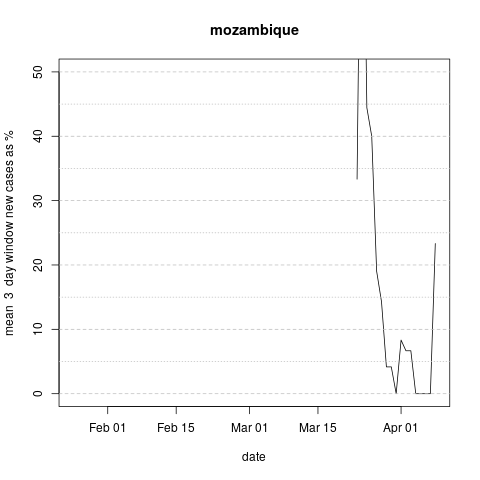 mozambique
mean 3 day window new cases as %
50
40
30
20
10
0
Feb 01
Feb 15
Mar 01
Mar 15
Apr 01
date